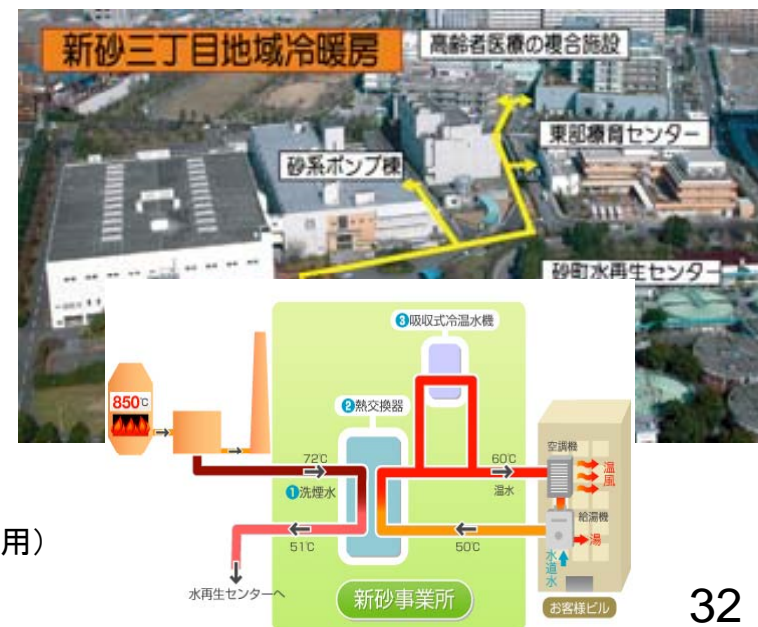 新砂三丁目地域冷暖房
高齢者医療の複合施設
東部療育センター
砂系ポンプ棟
砂町水再生センター
❸吸収式冷温水機
850℃
❷熱交換器
72℃
❶洗煙水
51℃
水再生センターへ
60℃
温水
50℃
空調機
温風
給湯機
湯
水道水
新砂事業所
お客様ビル
用）
32